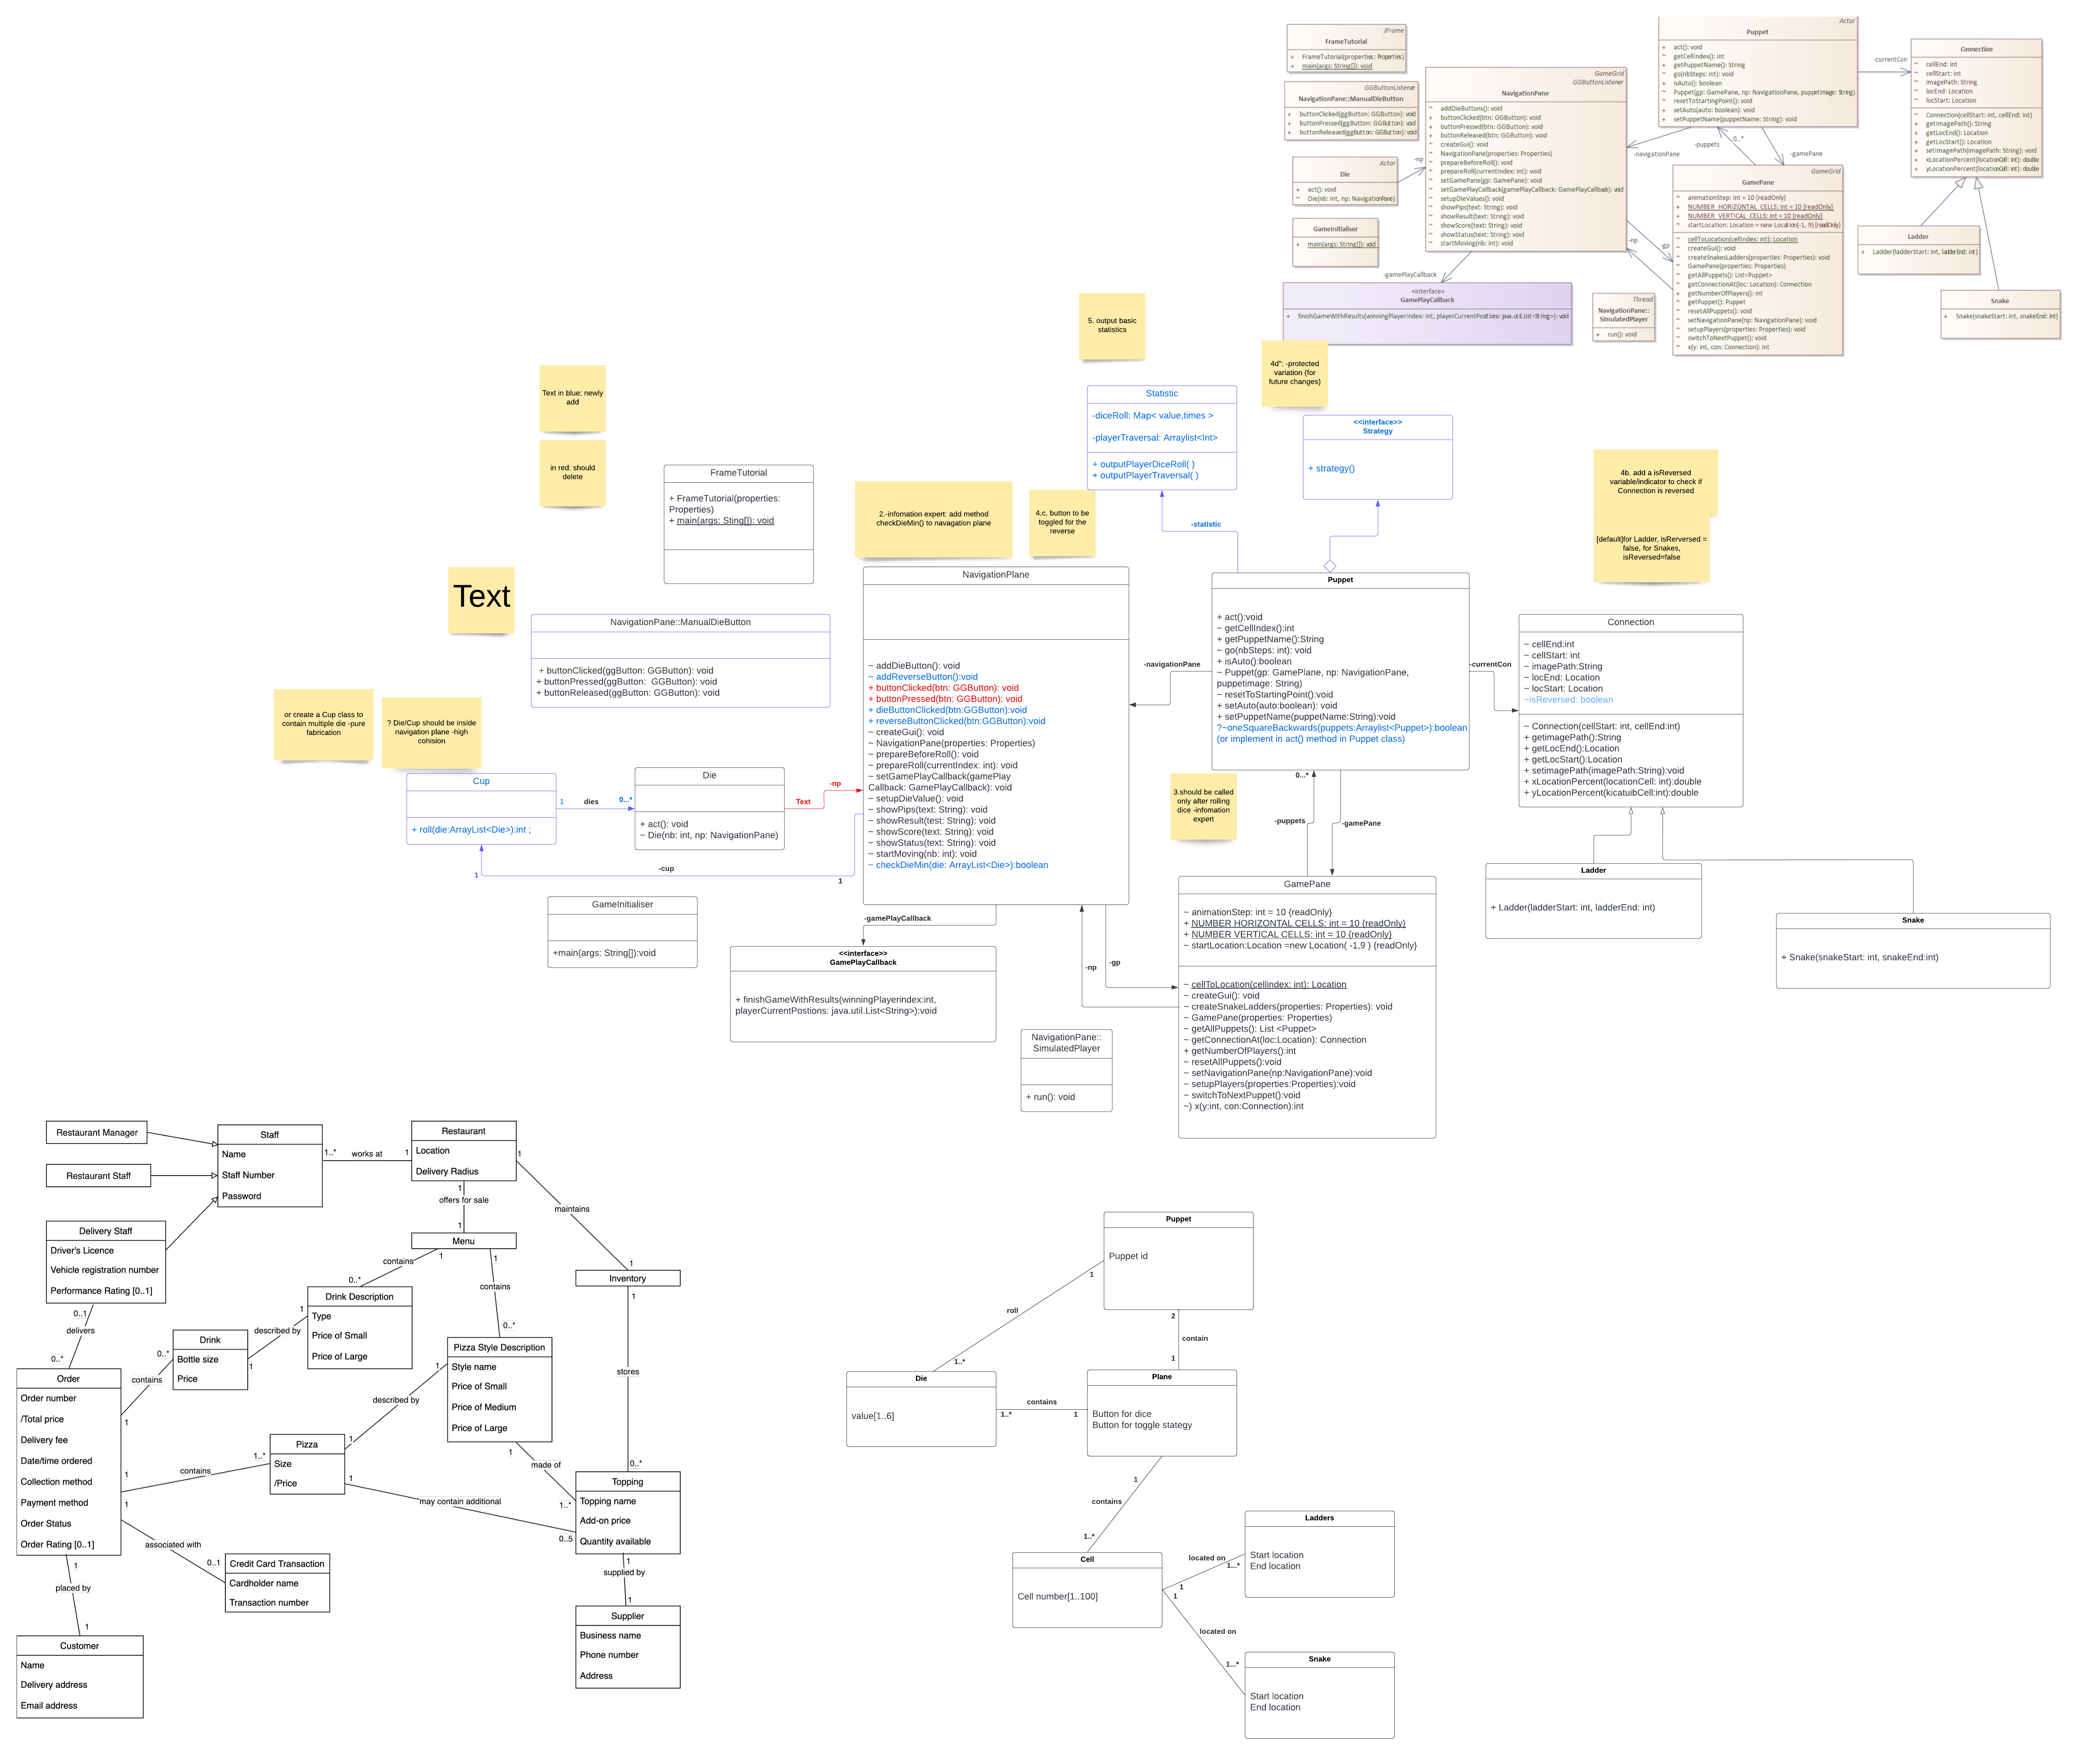 JFrame
FrameTutorial
+ FrameTutorial(properties: Properties)
+ main(args: String[]): void
GGButtonListener
NavigationPane::ManualDieButton
+ buttonClicked(ggButton: GGButton): void
+ buttonPressed(ggButton: GGButton): void
+ buttonReleased(ggButton: GGButton): void
Actor
Die
+ act(): void
~ Die(nb: int, np: NavigationPane)
-np
GameInitialiser
+ main(args: String[]): void
GameGrid
GGButtonListener
NavigationPane
~ addDieButtons(): void
+ buttonClicked(btn: GGButton): void
+ buttonPressed(btn: GGButton): void
+ buttonReleased(btn: GGButton): void
~ createGui(): void
~ NavigationPane(properties: Properties)
~ prepareBeforeRoll(): void
~ prepareRoll(currentIndex: int): void
~ setGamePane(gp: GamePane): void
~ setGamePlayCallback(gamePlayCallback: GamePlayCallback): void
~ setupDieValues(): void
~ showPips(text: String): void
~ showResult(text: String): void
~ showScore(text: String): void
~ showStatus(text: String): void
~ startMoving(nb: int): void
-gamePlayCallback
«interface»
GamePlayCallback
+ finishGameWithResults(winningPlayerIndex: int, playerCurrentPositions: java.util.List<String>): void
Actor
Puppet
+ act(): void
~ getCellIndex(): int
+ getPuppetName(): String
~ go(nbSteps: int): void
+ isAuto(): boolean
~ Puppet(gp: GamePane, np: NavigationPane, puppetImage: String)
~ resetToStartingPoint(): void
+ setAuto(auto: boolean): void
+ setPuppetName(puppetName: String): void
-currentCon
-navigationPane
-puppets
0..*
-gamePane
-np
-gp
Connection
~ cellEnd: int
~ cellStart: int
~ imagePath: String
~ locEnd: Location
~ locStart: Location
~ Connection(cellStart: int, cellEnd: int)
+ getImagePath(): String
+ getLocEnd(): Location
+ getLocStart(): Location
~ setImagePath(imagePath: String): void
+ xLocationPercent(locationCell: int): double
+ yLocationPercent(locationCell: int): double
GameGrid
GamePane
~ animationStep: int = 10 {readOnly}
+ NUMBER_HORIZONTAL_CELLS: int = 10 {readOnly}
+ NUMBER_VERTICAL_CELLS: int = 10 {readOnly}
~ startLocation: Location = new Location(-1, 9) {readOnly}
~ cellToLocation(cellIndex: int): Location
~ createGui(): void
~ createSnakesLadders(properties: Properties): void
~ GamePane(properties: Properties)
~ getAllPuppets(): List<Puppet>
~ getConnectionAt(loc: Location): Connection
+ getNumberOfPlayers(): int
~ getPuppet(): Puppet
~ resetAllPuppets(): void
~ setNavigationPane(np: NavigationPane): void
~ setupPlayers(properties: Properties): void
~ switchToNextPuppet(): void
~ x(y: int, con: Connection): int
Thread
NavigationPane::
SimulatedPlayer
+ run(): void
Ladder
+ Ladder(ladderStart: int, ladderEnd: int)
Snake
+ Snake(snakeStart: int, snakeEnd: int)
5. output basic
statistics
4d": -protected
variation (for
future changes)
Text in blue: newly
add
in red: should
delete
Statistic
-diceRoll: Map< value,times >
-playerTraversal: Arraylist<Int>
+ outputPlayerDiceRoll( )
+ outputPlayerTraversal( )
<<interface>>
Strategy
+ strategy()
-statistic
4b. add a isReversed
variable/indicator to check if
Connection is reversed
[default]for Ladder, isRerversed =
false, for Snakes,
isReversed=false
FrameTutorial
+ FrameTutorial(properties:
Properties)
+ main(args: Sting[]): void
2.-infomation expert: add method
checkDieMin() to navagation plane
4.c. button to be
toggled for the
reverse
Text
NavigationPane::ManualDieButton
+ buttonClicked(ggButton: GGButton): void
+ buttonPressed(ggButton: GGButton): void
+ buttonReleased(ggButton: GGButton): void
or create a Cup class to
contain multiple die -pure
fabrication
? Die/Cup should be inside
navigation plane -high
cohision
Cup
+ roll(die:ArrayList<Die>):int ;
1
dies
0...*
Die
+ act(): void
~ Die(nb: int, np: NavigationPane)
Text
-np
1
-cup
1
GameInitialiser
+main(args: String[]):void
NavigationPlane
~ addDieButton(): void
~ addReverseButton():void
+ buttonClicked(btn: GGButton): void
+ buttonPressed(btn: GGButton): void
+ dieButtonClicked(btn:GGButton):void
+ reverseButtonClicked(btn:GGButton):void
~ createGui(): void
~ NavigationPane(properties: Properties)
~ prepareBeforeRoll(): void
~ prepareRoll(currentIndex: int): void
~ setGamePlayCallback(gamePlay
Callback: GamePlayCallback): void
~ setupDieValue(): void
~ showPips(text: String): void
~ showResult(test: String): void
~ showScore(text: String): void
~ showStatus(text: String): void
~ startMoving(nb: int): void
~ checkDieMin(die: ArrayList<Die>):boolean
-navigationPane
Puppet
+ act():void
~ getCellIndex():int
+ getPuppetName():String
~ go(nbSteps: int): void
+ isAuto():boolean
~ Puppet(gp: GamePlane, np: NavigationPane,
puppetimage: String)
~ resetToStartingPoint():void
+ setAuto(auto:boolean): void
+ setPuppetName(puppetName:String):void
?~oneSquareBackwards(puppets:Arraylist<Puppet>):boolean
(or implement in act() method in Puppet class)
-currentCon
Connection
~ cellEnd:int
~ cellStart: int
~ imagePath:String
~ locEnd: Location
~ locStart: Location
~isReversed: boolean
~ Connection(cellStart: int, cellEnd:int)
+ getimagePath():String
+ getLocEnd():Location
+ getLocStart():Location
+ setimagePath(imagePath:String):void
+ xLocationPercent(locationCell: int):double
+ yLocationPercent(kicatuibCell:int):double
3.should be called
only after rolling
dice -infomation
expert
0...*
-puppets
-gamePane
Ladder
+ Ladder(ladderStart: int, ladderEnd: int)
Snake
+ Snake(snakeStart: int, snakeEnd:int)
-gamePlayCallback
<<interface>>
GamePlayCallback
+ finishGameWithResults(winningPlayerindex:int,
playerCurrentPostions: java.util.List<String>):void
-np
-gp
GamePane
~ animationStep: int = 10 {readOnly}
+ NUMBER HORIZONTAL CELLS: int = 10 {readOnly}
+ NUMBER VERTICAL CELLS: int = 10 {readOnly}
~ startLocation:Location =new Location( -1,9 ) {readOnly}
~ cellToLocation(cellindex: int): Location
~ createGui(): void
~ createSnakeLadders(properties: Properties): void
~ GamePane(properties: Properties)
~ getAllPuppets(): List <Puppet>
~ getConnectionAt(loc:Location): Connection
+ getNumberOfPlayers():int
~ resetAllPuppets():void
~ setNavigationPane(np:NavigationPane):void
~ setupPlayers(properties:Properties):void
~ switchToNextPuppet():void
~) x(y:int, con:Connection):int
NavigationPane::
SimulatedPlayer
+ run(): void
Restaurant Manager
Restaurant Staff
Staff
Name
Staff Number
Password
1..*
works at
1
Restaurant
Location
Delivery Radius
1
offers for sale
1
1
maintains
1
Menu
1
contains
0..*
1
contains
0..*
Delivery Staff
Driver's Licence
Vehicle registration number
Performance Rating [0..1]
0..1
delivers
0..*
Inventory
1
stores
0..*
Drink Description
Type
Price of Small
Price of Large
1
described by
1
Drink
Bottle size
Price
0..*
contains
1
Pizza Style Description
Style name
Price of Small
Price of Medium
Price of Large
1
described by
1
1
made of
1..*
Order
Order number
/Total price
Delivery fee
Date/time ordered
Collection method
Payment method
Order Status
Order Rating [0..1]
1
contains
1..*
Pizza
Size
/Price
1
may contain additional
0..5
Topping
Topping name
Add-on price
Quantity available
1
supplied by
1
1
associated with
0..1
Credit Card Transaction
Cardholder name
Transaction number
1
placed by
1
Customer
Name
Delivery address
Email address
Supplier
Business name
Phone number
Address
Puppet
Puppet id
1
roll
1..*
2
contain
1
Die
value[1..6]
1..*
contains
1
Plane
Button for dice
Button for toggle stategy
1
contains
1..*
Cell
Cell number[1..100]
1
located on
1...*
1
located on
1...*
Ladders
Start location
End location
Snake
Start location
End location